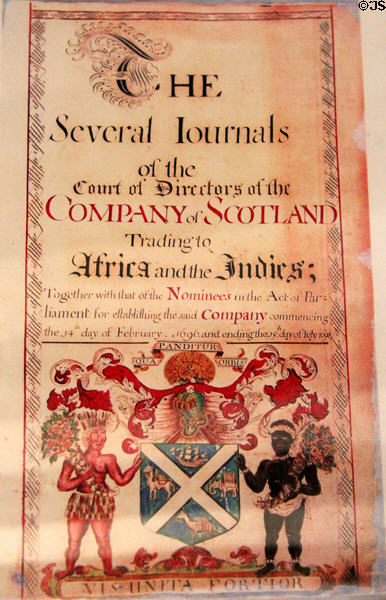 ©JS
THE
Several Iournals
of the
Court of Directors of the
COMPANY of SCOTLAND
Trading to
Africa and the Indies;
Together with that of the Nominees in the Act of Par-
liament for establishing the said Company commencing
the 14th day of February. 1696. and ending the day of July
PANDITUR
QUA ORBIS
VIS UNITA FORTIOR